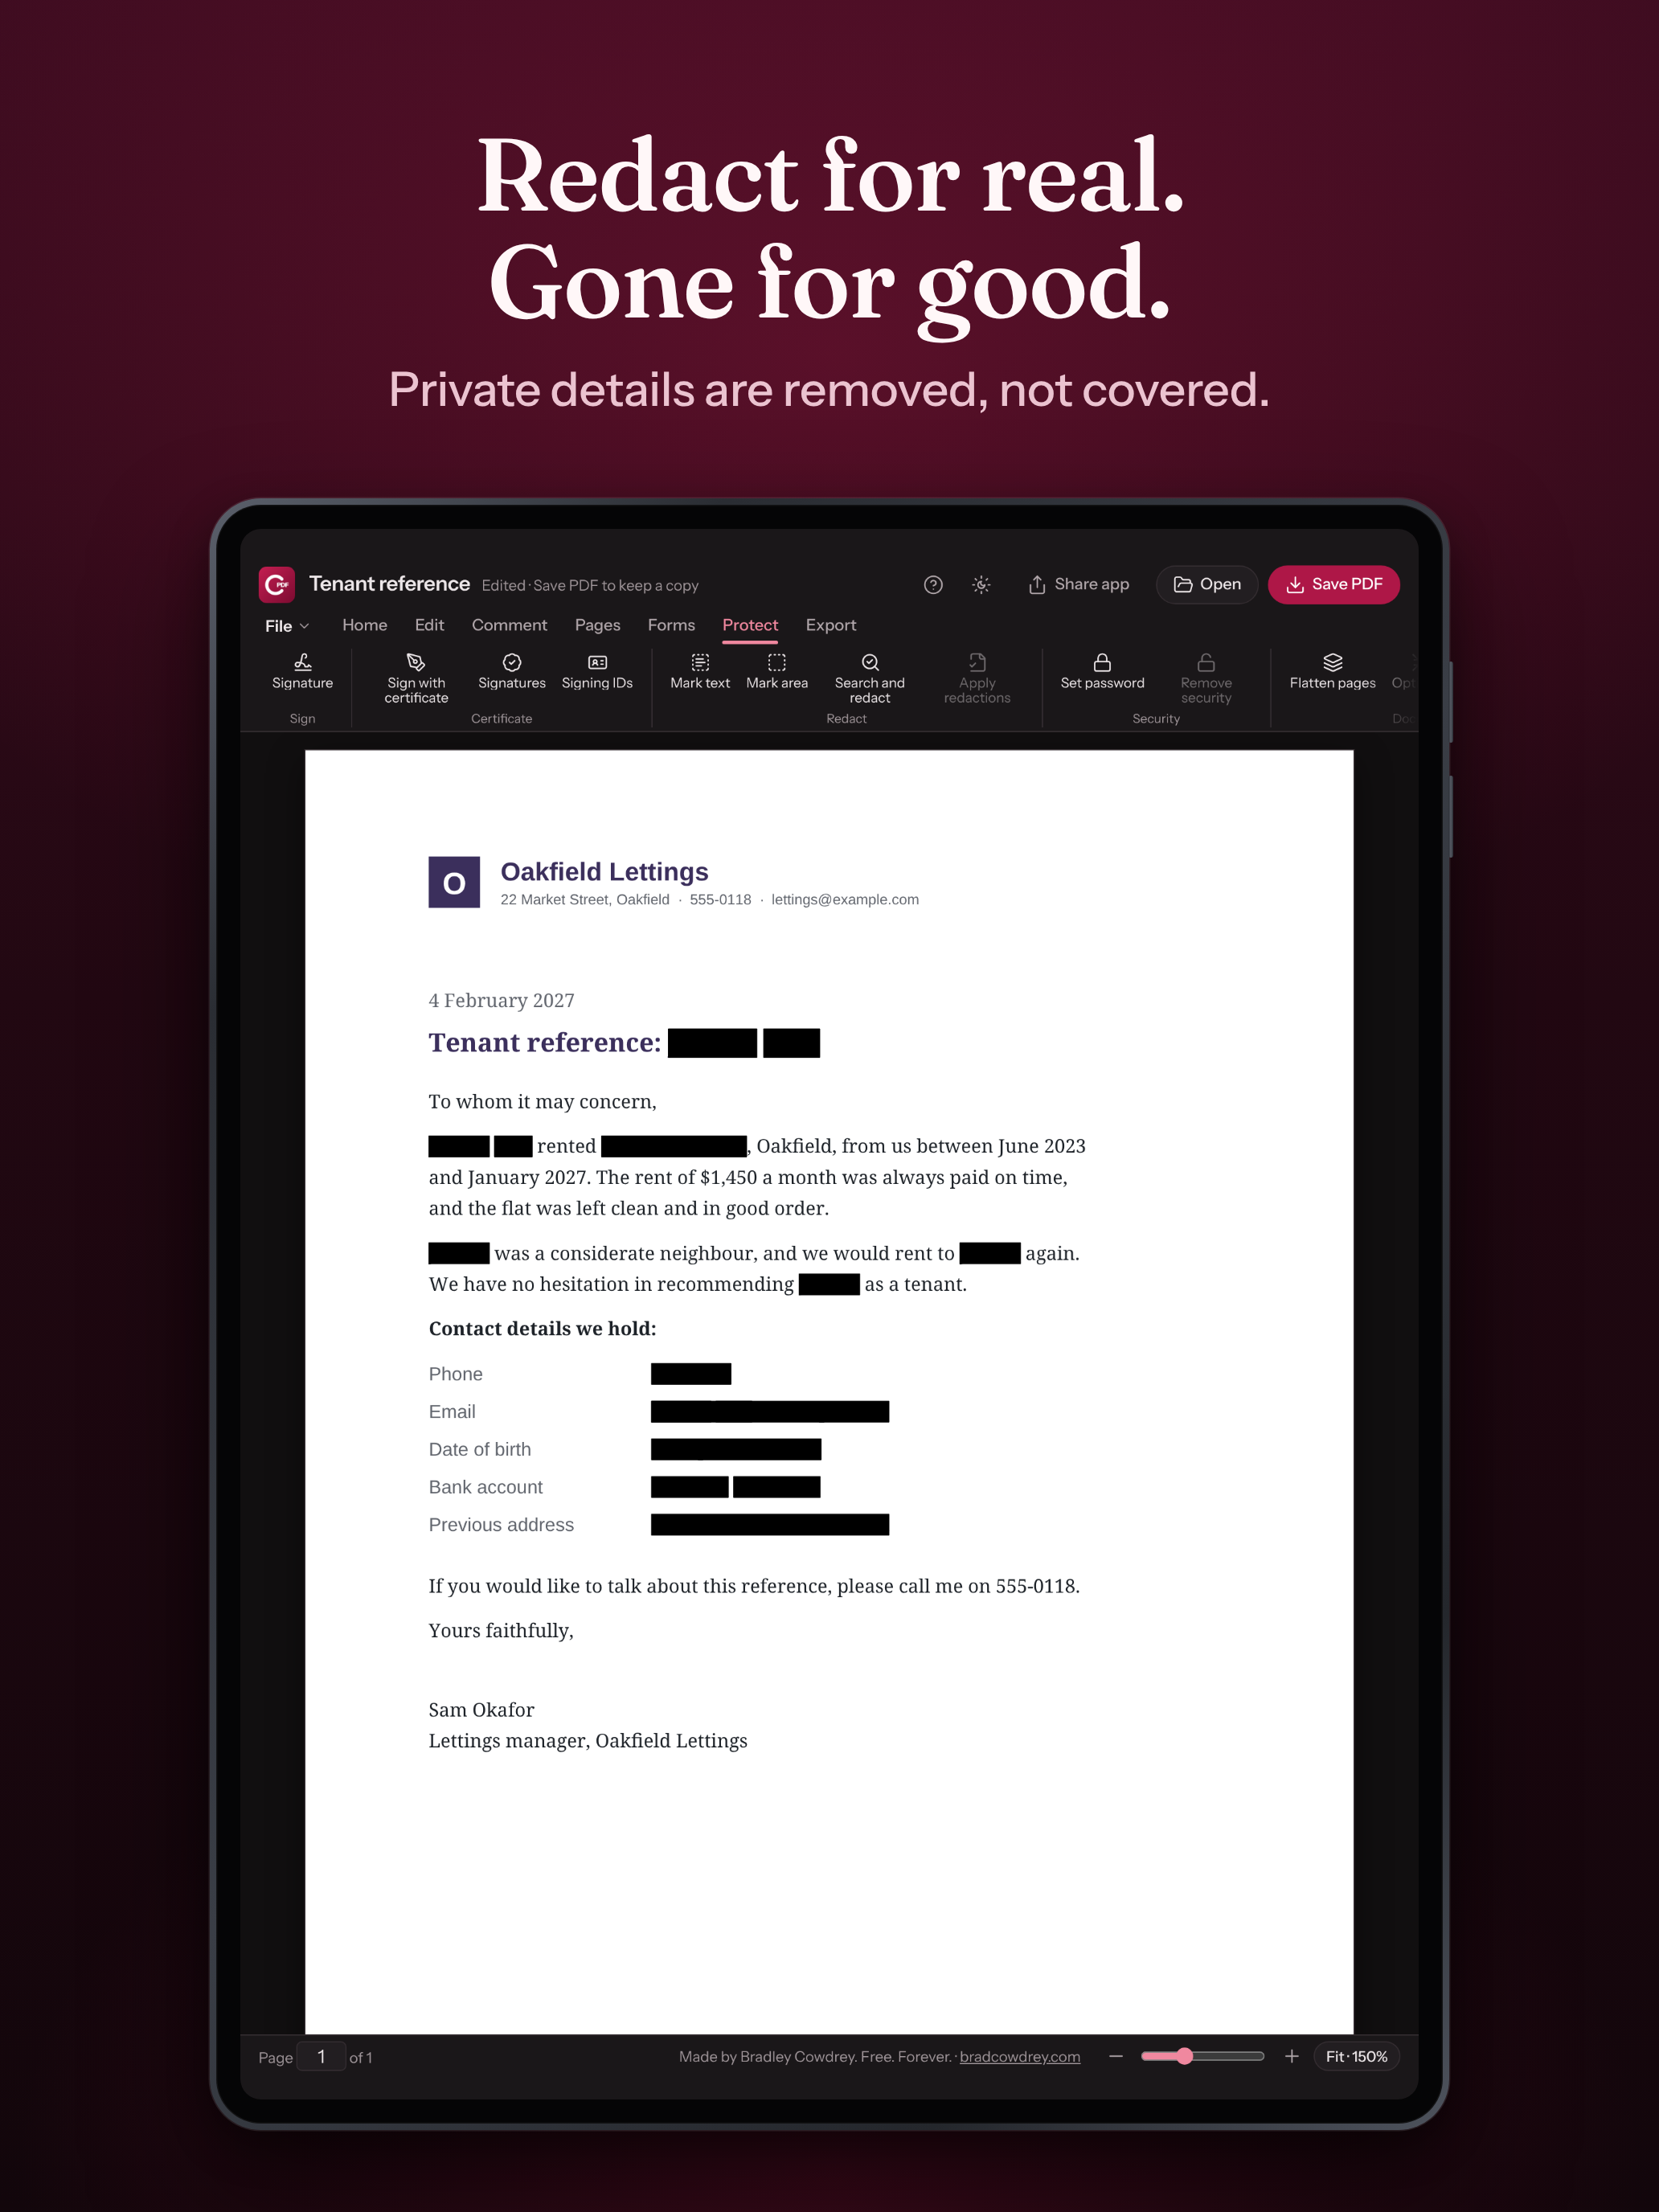 Redact for real.
Gone for good.
Private details are removed, not covered.
PDF
Tenant reference
Edited · Save PDF to keep a copy
Share app
Open
Save PDF
File
Home
Edit
Comment
Pages
Forms
Protect
Export
Signature
Sign with
certificate
Signatures
Signing IDs
Mark text
Mark area
Search and
redact
Apply
redactions
Set password
Remove
security
Flatten pages
Sign
Certificate
Redact
Security
O
Oakfield Lettings
22 Market Street, Oakfield · 555-0118 · lettings@example.com
4 February 2027
Tenant reference:
To whom it may concern,
rented , Oakfield, from us between June 2023
and January 2027. The rent of $1,450 a month was always paid on time,
and the flat was left clean and in good order.
was a considerate neighbour, and we would rent to again.
We have no hesitation in recommending as a tenant.
Contact details we hold:
Phone
Email
Date of birth
Bank account
Previous address
If you would like to talk about this reference, please call me on 555-0118.
Yours faithfully,
Sam Okafor
Lettings manager, Oakfield Lettings
Page 1 of 1
Made by Bradley Cowdrey. Free. Forever. · bradcowdrey.com
Fit · 150%